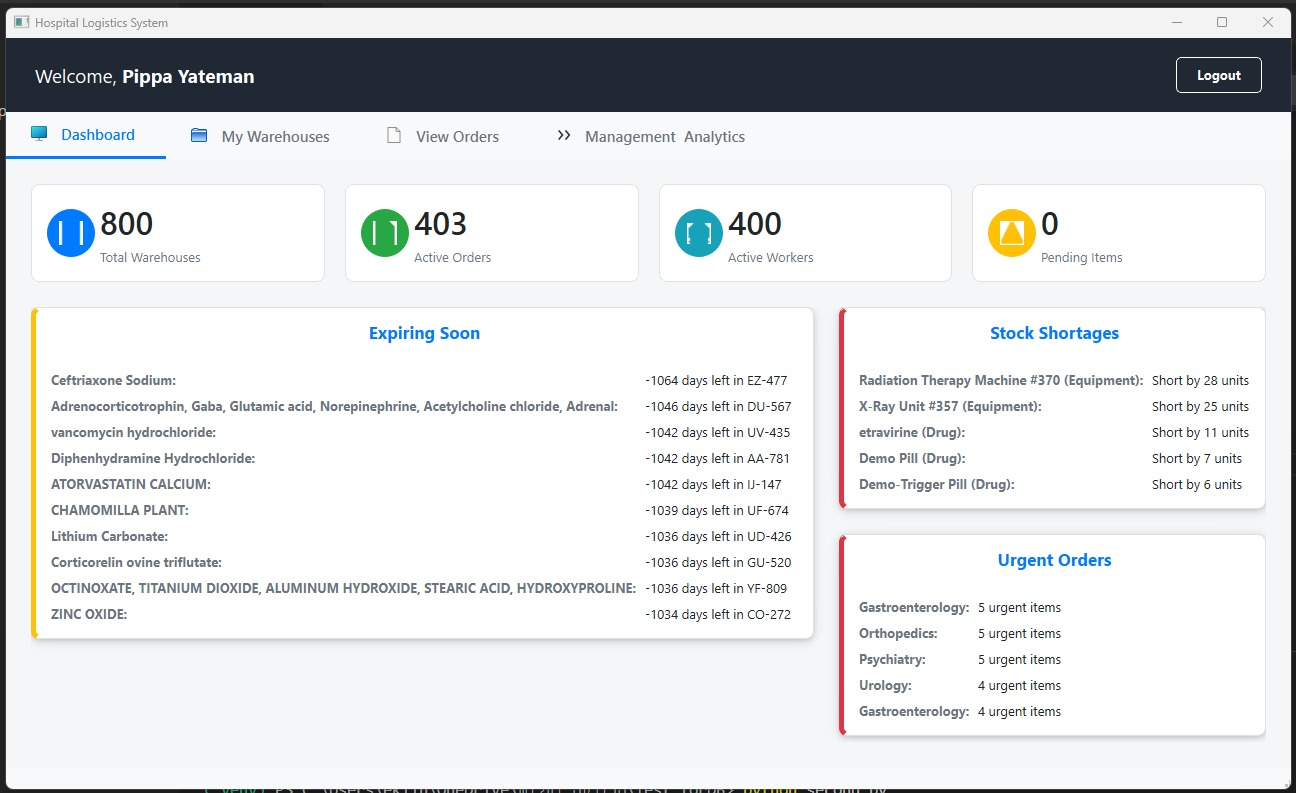 Hospital Logistics System
Welcome, Pippa Yateman
Logout
Dashboard
My Warehouses
View Orders
Management Analytics
800
Total Warehouses
403
Active Orders
400
Active Workers
0
Pending Items
Expiring Soon
Ceftriaxone Sodium: -1064 days left in EZ-477
Adrenocorticotrophin, Gaba, Glutamic acid, Norepinephrine, Acetylcholine chloride, Adrenal: -1046 days left in DU-567
vancomycin hydrochloride: -1042 days left in UV-435
Diphenhydramine Hydrochloride: -1042 days left in AA-781
ATORVASTATIN CALCIUM: -1042 days left in IJ-147
CHAMOMILLA PLANT: -1039 days left in UF-674
Lithium Carbonate: -1036 days left in UD-426
Corticorelin ovine triflutate: -1036 days left in GU-520
OCTINOXATE, TITANIUM DIOXIDE, ALUMINUM HYDROXIDE, STEARIC ACID, HYDROXYPROLINE: -1036 days left in YF-809
ZINC OXIDE: -1034 days left in CO-272
Stock Shortages
Radiation Therapy Machine #370 (Equipment): Short by 28 units
X-Ray Unit #357 (Equipment): Short by 25 units
etravirine (Drug): Short by 11 units
Demo Pill (Drug): Short by 7 units
Demo-Trigger Pill (Drug): Short by 6 units
Urgent Orders
Gastroenterology: 5 urgent items
Orthopedics: 5 urgent items
Psychiatry: 5 urgent items
Urology: 4 urgent items
Gastroenterology: 4 urgent items